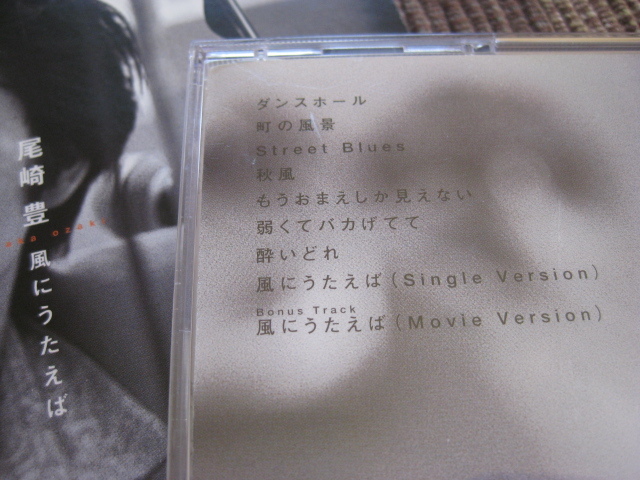 尾崎 豊
ozaki
風にうたえば
ダンスホール
町の風景
Street Blues
秋風
もうおまえしか見えない
弱くてバカげてて
酔いどれ
風にうたえば(Single Version)
Bonus Track
風にうたえば(Movie Version)